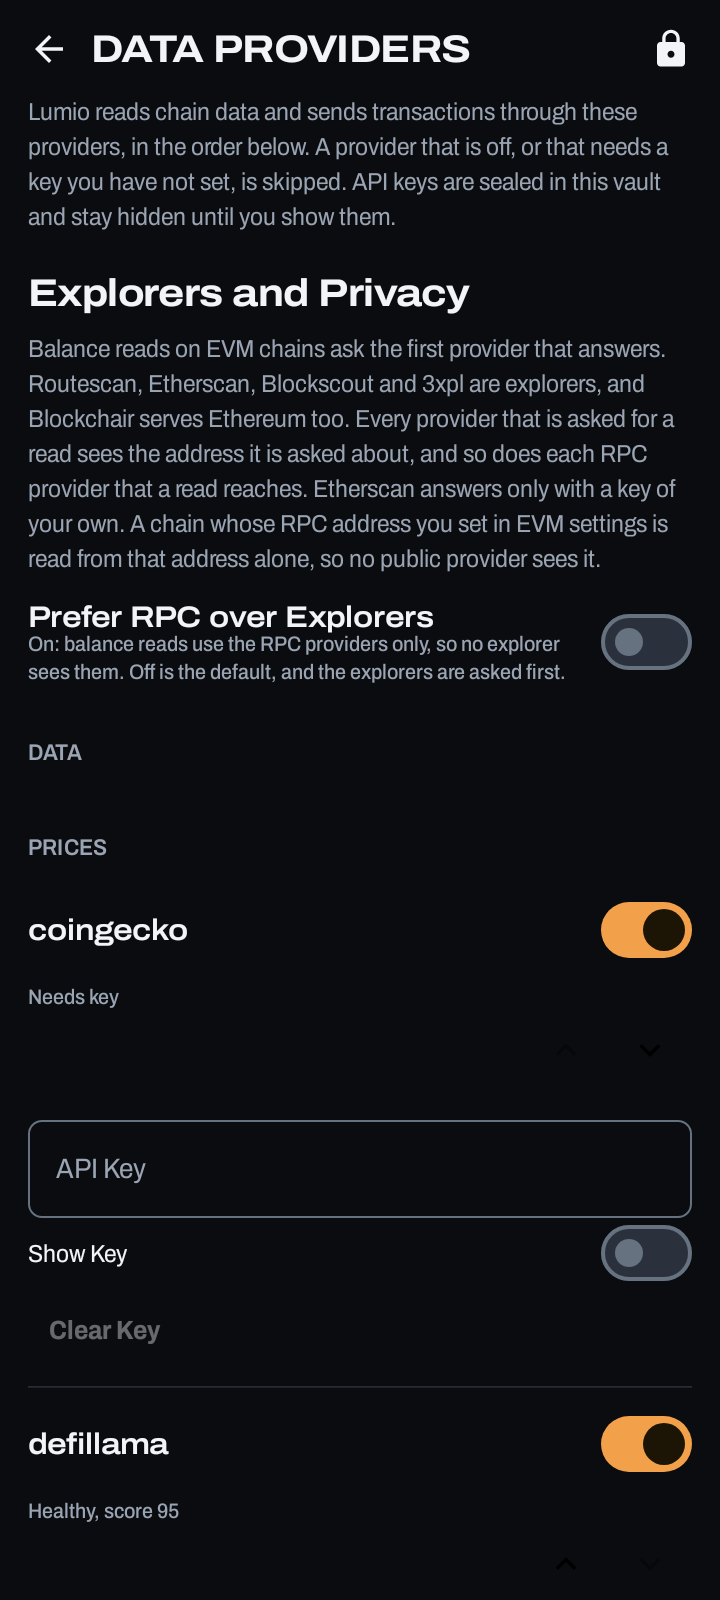 DATA PROVIDERS
Lumio reads chain data and sends transactions through these
providers, in the order below. A provider that is off, or that needs a
key you have not set, is skipped. API keys are sealed in this vault
and stay hidden until you show them.
Explorers and Privacy
Balance reads on EVM chains ask the first provider that answers.
Routescan, Etherscan, Blockscout and 3xpl are explorers, and
Blockchair serves Ethereum too. Every provider that is asked for a
read sees the address it is asked about, and so does each RPC
provider that a read reaches. Etherscan answers only with a key of
your own. A chain whose RPC address you set in EVM settings is
read from that address alone, so no public provider sees it.
Prefer RPC over Explorers
On: balance reads use the RPC providers only, so no explorer
sees them. Off is the default, and the explorers are asked first.
DATA
PRICES
coingecko
Needs key
API Key
Show Key
Clear Key
defillama
Healthy, score 95